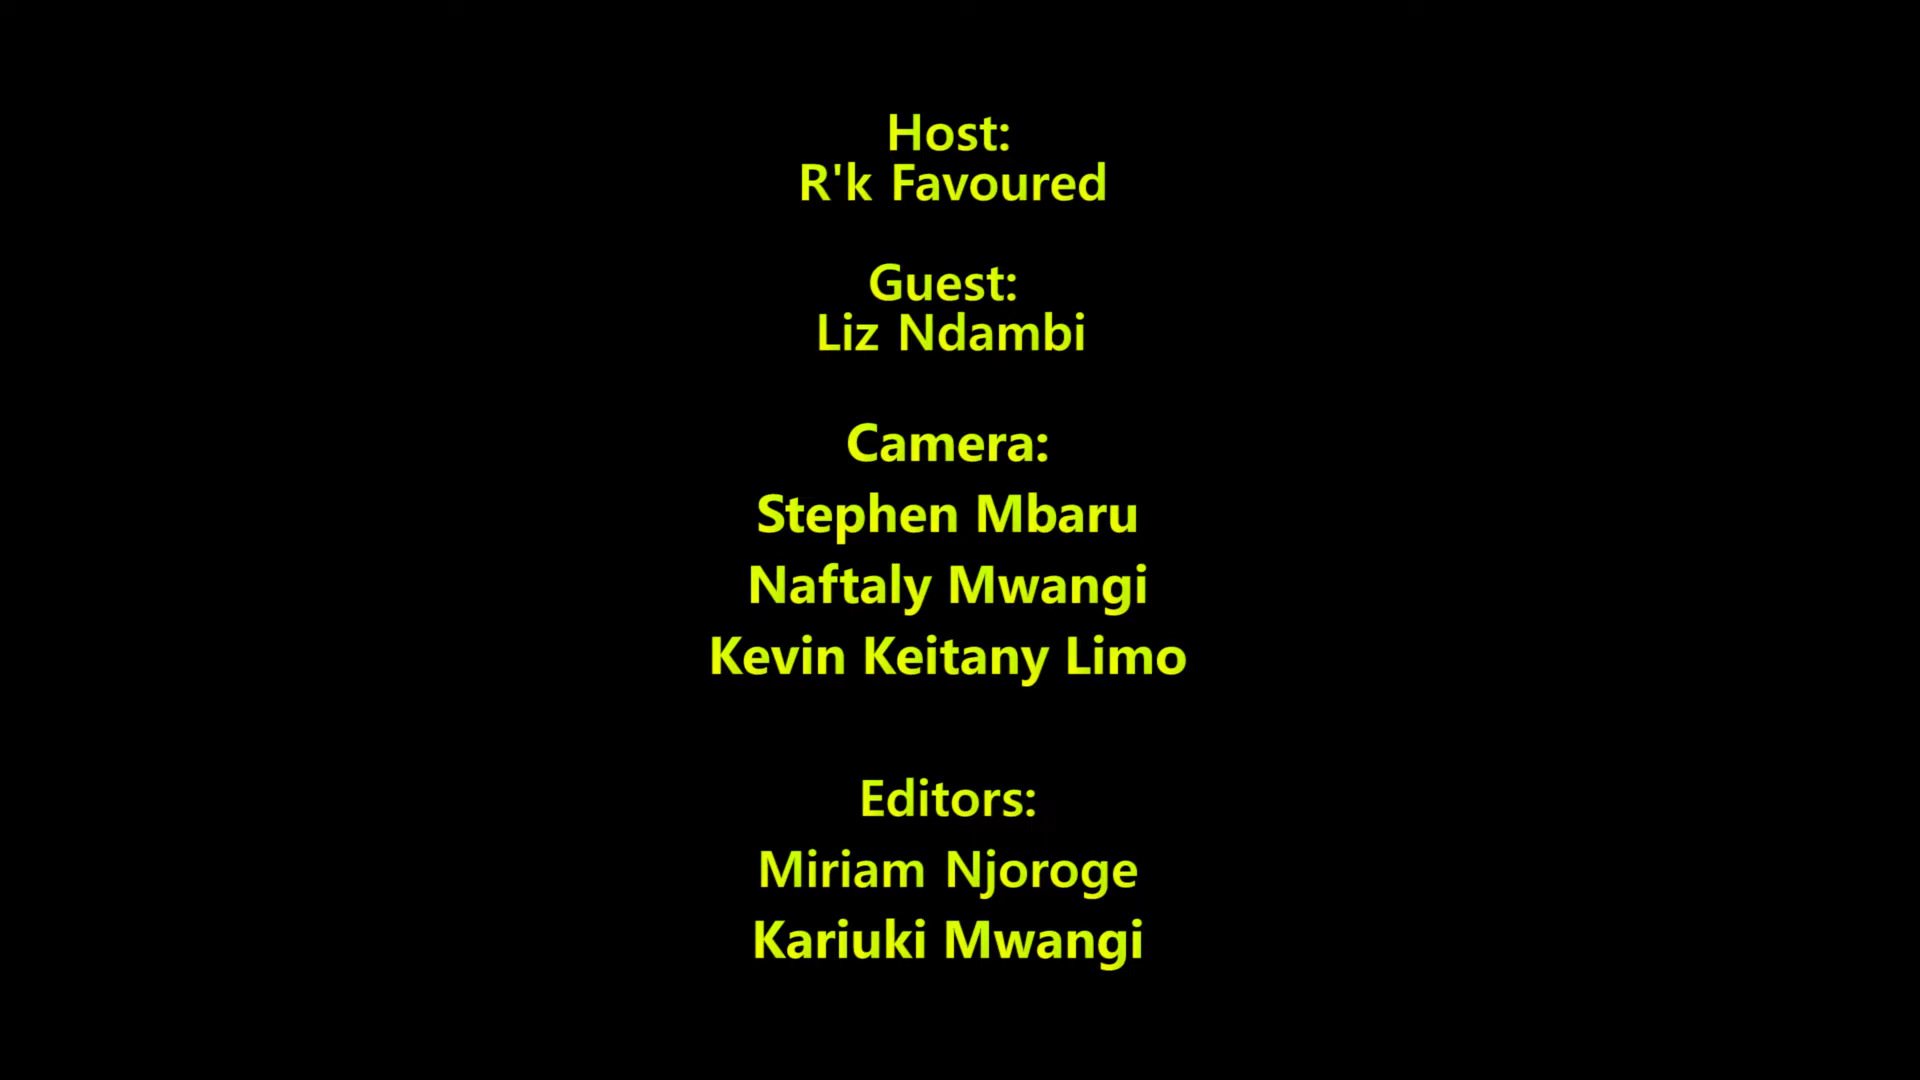 Host:
R'k Favoured
Guest:
Liz Ndambi
Camera:
Stephen Mbaru
Naftaly Mwangi
Kevin Keitany Limo
Editors:
Miriam Njoroge
Kariuki Mwangi